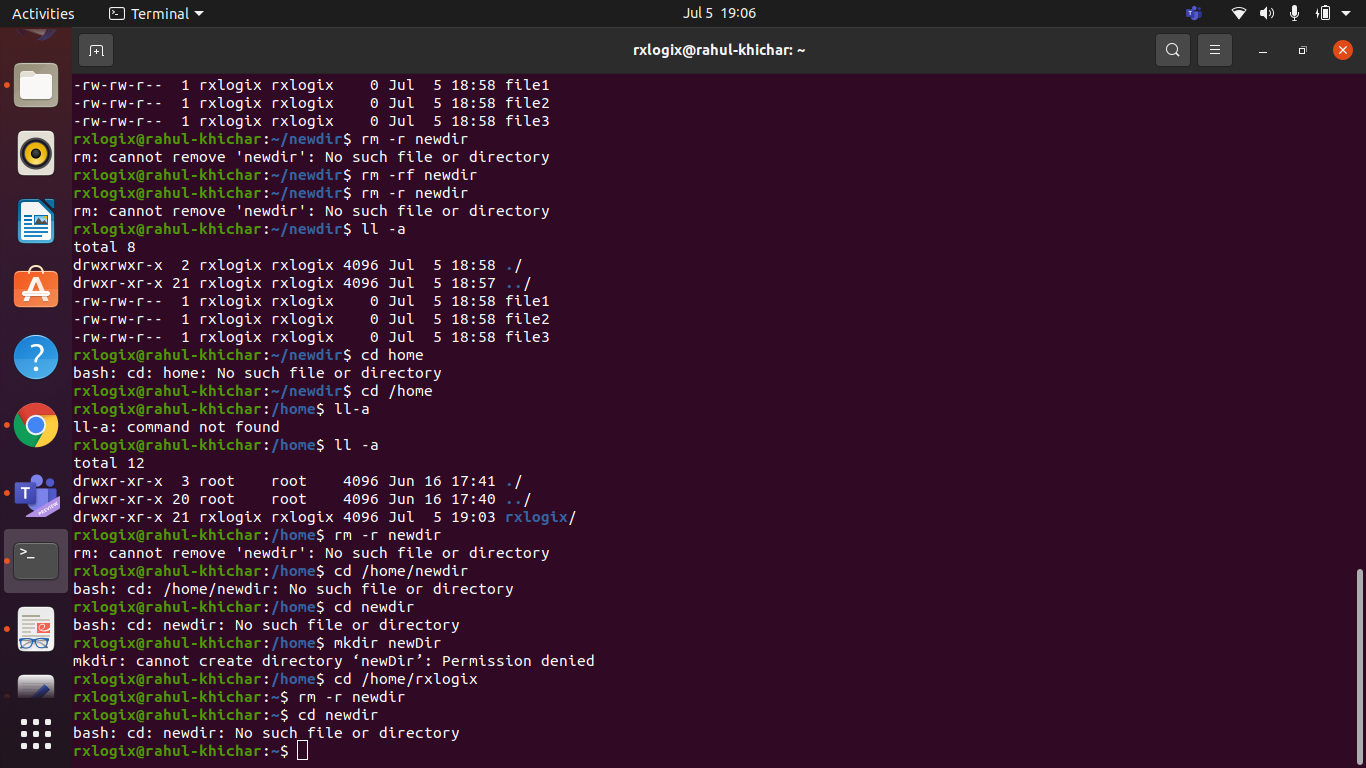 Activities
Terminal
Jul 5 19:06
rxlogix@rahul-khichar: ~
-rw-rw-r--  1 rxlogix rxlogix    0 Jul  5 18:58 file1
-rw-rw-r--  1 rxlogix rxlogix    0 Jul  5 18:58 file2
-rw-rw-r--  1 rxlogix rxlogix    0 Jul  5 18:58 file3
rxlogix@rahul-khichar:~/newdir$ rm -r newdir
rm: cannot remove 'newdir': No such file or directory
rxlogix@rahul-khichar:~/newdir$ rm -rf newdir
rxlogix@rahul-khichar:~/newdir$ rm -r newdir
rm: cannot remove 'newdir': No such file or directory
rxlogix@rahul-khichar:~/newdir$ ll -a
total 8
drwxrwxr-x  2 rxlogix rxlogix 4096 Jul  5 18:58 ./
drwxr-xr-x 21 rxlogix rxlogix 4096 Jul  5 18:57 ../
-rw-rw-r--  1 rxlogix rxlogix    0 Jul  5 18:58 file1
-rw-rw-r--  1 rxlogix rxlogix    0 Jul  5 18:58 file2
-rw-rw-r--  1 rxlogix rxlogix    0 Jul  5 18:58 file3
rxlogix@rahul-khichar:~/newdir$ cd home
bash: cd: home: No such file or directory
rxlogix@rahul-khichar:~/newdir$ cd /home
rxlogix@rahul-khichar:/home$ ll-a
ll-a: command not found
rxlogix@rahul-khichar:/home$ ll -a
total 12
drwxr-xr-x  3 root    root    4096 Jun 16 17:41 ./
drwxr-xr-x 20 root    root    4096 Jun 16 17:40 ../
drwxr-xr-x 21 rxlogix rxlogix 4096 Jul  5 19:03 rxlogix/
rxlogix@rahul-khichar:/home$ rm -r newdir
rm: cannot remove 'newdir': No such file or directory
rxlogix@rahul-khichar:/home$ cd /home/newdir
bash: cd: /home/newdir: No such file or directory
rxlogix@rahul-khichar:/home$ cd newdir
bash: cd: newdir: No such file or directory
rxlogix@rahul-khichar:/home$ mkdir newDir
mkdir: cannot create directory ‘newDir’: Permission denied
rxlogix@rahul-khichar:/home$ cd /home/rxlogix
rxlogix@rahul-khichar:~$ rm -r newdir
rxlogix@rahul-khichar:~$ cd newdir
bash: cd: newdir: No such file or directory
rxlogix@rahul-khichar:~$